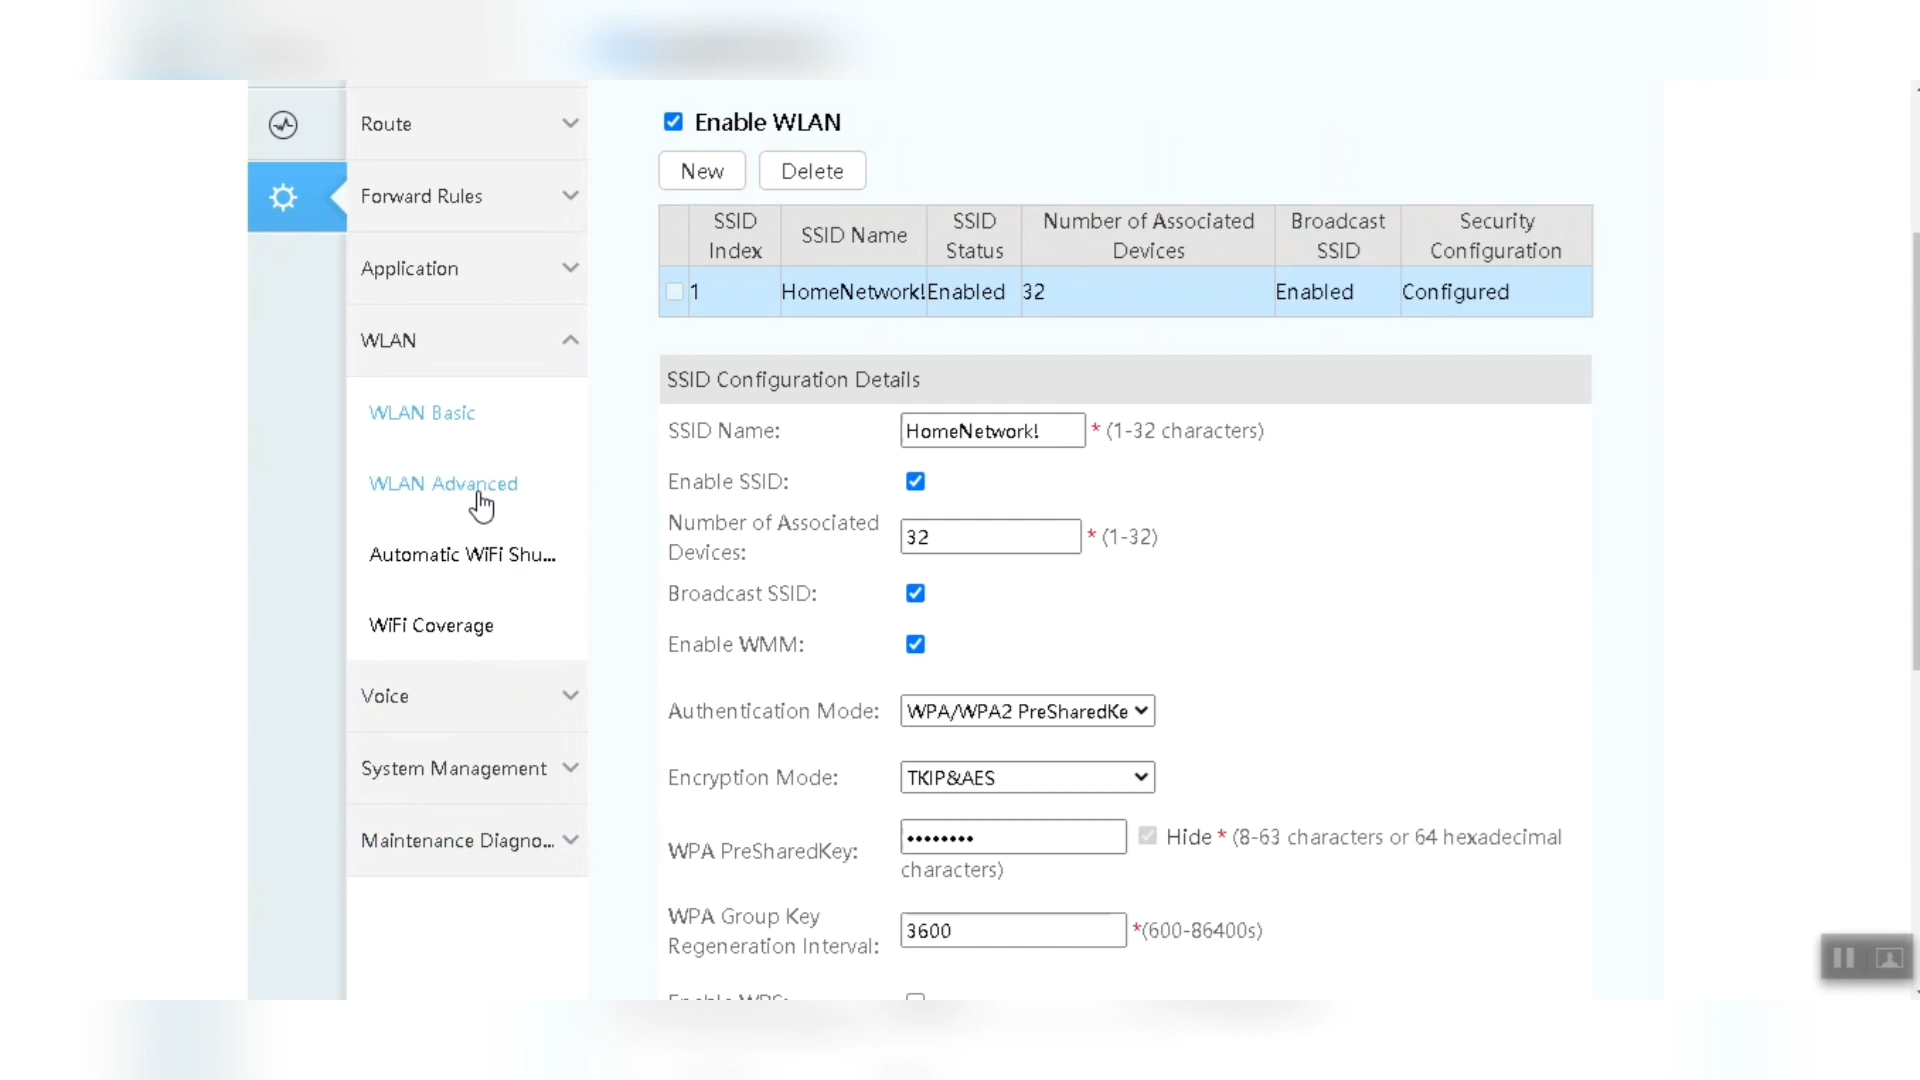 Route
Forward Rules
Application
WLAN
WLAN Basic
WLAN Advanced
Automatic WiFi Shu...
WiFi Coverage
Voice
System Management
Maintenance Diagno...
Enable WLAN
New Delete
SSID Index SSID Name SSID Status Number of Associated Devices Broadcast SSID Security Configuration
1 HomeNetwork! Enabled 32 Enabled Configured
SSID Configuration Details
SSID Name: HomeNetwork! * (1-32 characters)
Enable SSID:
Number of Associated
Devices: 32 * (1-32)
Broadcast SSID:
Enable WMM:
Authentication Mode: WPA/WPA2 PreSharedKe
Encryption Mode: TKIP&AES
WPA PreSharedKey: •••••••• Hide * (8-63 characters or 64 hexadecimal
characters)
WPA Group Key
Regeneration Interval: 3600 *(600-86400s)